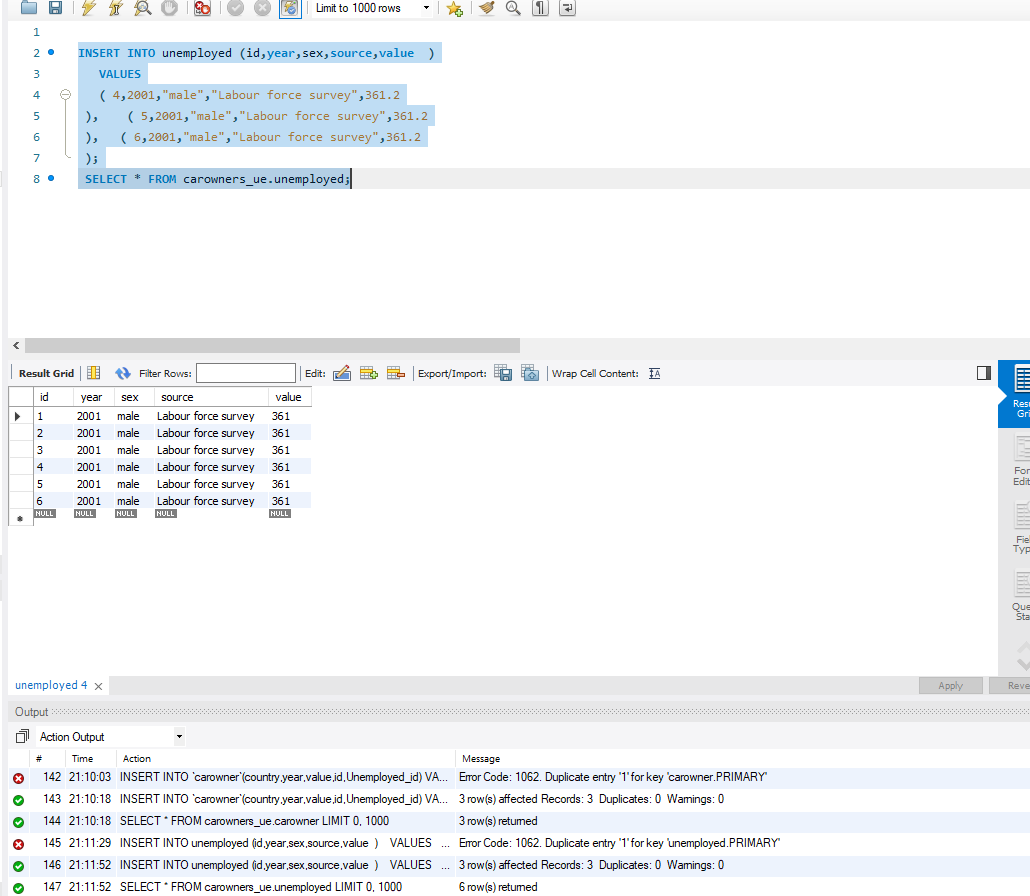 Limit to 1000 rows
1
2 INSERT INTO unemployed (id,year,sex,source,value  )
3 VALUES
4 ( 4,2001,"male","Labour force survey",361.2
5 ),    ( 5,2001,"male","Labour force survey",361.2
6 ),   ( 6,2001,"male","Labour force survey",361.2
7 );
8 SELECT * FROM carowners_ue.unemployed;
Result Grid Filter Rows: Edit: Export/Import: Wrap Cell Content:
id year sex source value
1 2001 male Labour force survey 361
2 2001 male Labour force survey 361
3 2001 male Labour force survey 361
4 2001 male Labour force survey 361
5 2001 male Labour force survey 361
6 2001 male Labour force survey 361
NULL NULL NULL NULL NULL
Resu
Gri
For
Edit
Fie
Typ
Que
Sta
unemployed 4 Apply Reve
Output
Action Output
# Time Action Message
142 21:10:03 INSERT INTO `carowner`(country,year,value,id,Unemployed_id) VA... Error Code: 1062. Duplicate entry '1' for key 'carowner.PRIMARY'
143 21:10:18 INSERT INTO `carowner`(country,year,value,id,Unemployed_id) VA... 3 row(s) affected Records: 3  Duplicates: 0  Warnings: 0
144 21:10:18 SELECT * FROM carowners_ue.carowner LIMIT 0, 1000 3 row(s) returned
145 21:11:29 INSERT INTO unemployed (id,year,sex,source,value  )    VALUES   ... Error Code: 1062. Duplicate entry '1' for key 'unemployed.PRIMARY'
146 21:11:52 INSERT INTO unemployed (id,year,sex,source,value  )    VALUES   ... 3 row(s) affected Records: 3  Duplicates: 0  Warnings: 0
147 21:11:52 SELECT * FROM carowners_ue.unemployed LIMIT 0, 1000 6 row(s) returned